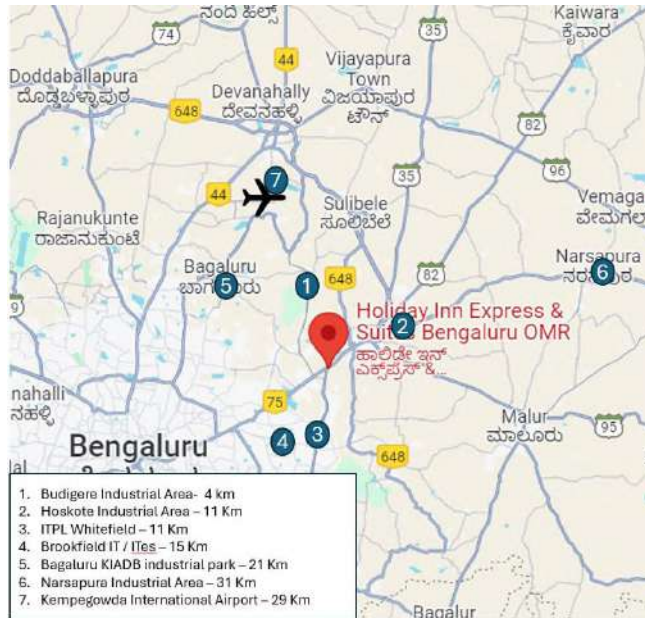 ನಂದಿ ಹಿಲ್ಸ್
Kaiwara
ಕೈವಾರ
74
35
44
Vijayapura
Town
ವಿಜಯಾಪುರ
ಟೌನ್
Doddaballapura
ದೊಡ್ಡಬಳ್ಳಾಪುರ
Devanahally
ದೇವನಹಳ್ಳಿ
648
82
96
7
44
35
Sulibele
ಸೂಲಿಬೆಲೆ
Vemaga
ವೇಮಗಲ
Rajanukunte
ರಾಜಾನುಕುಂಟೆ
Bagaluru
5
1
648
82
Narsapura
6
Holiday Inn Express &
2
Bengaluru OMR
ಹಾಲಿಡೇ ಇನ್
ಎಕ್ಸ್‌ಪ್ರೆಸ್ &...
nahalli
ನಹಳ್ಳಿ
75
Bengaluru
4
3
Malur
ಮಾಲೂರು
95
648
1. Budigere Industrial Area- 4 km
2. Hoskote Industrial Area – 11 Km
3. ITPL Whitefield – 11 Km
4. Brookfield IT / ITes – 15 Km
5. Bagaluru KIADB industrial park – 21 Km
6. Narsapura Industrial Area – 31 Km
7. Kempegowda International Airport – 29 Km
Bagalur